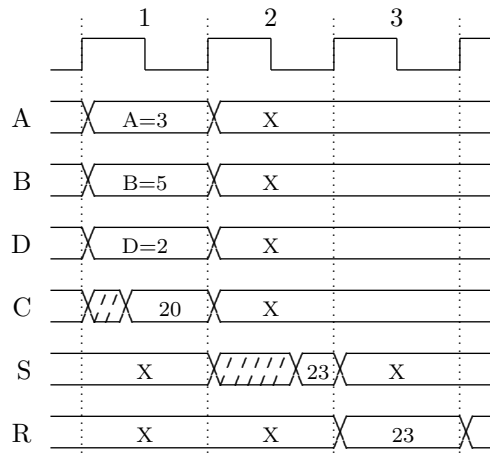 1 2 3
A A=3 X
B B=5 X
D D=2 X
C 20 X
S X 23 X
R X X 23